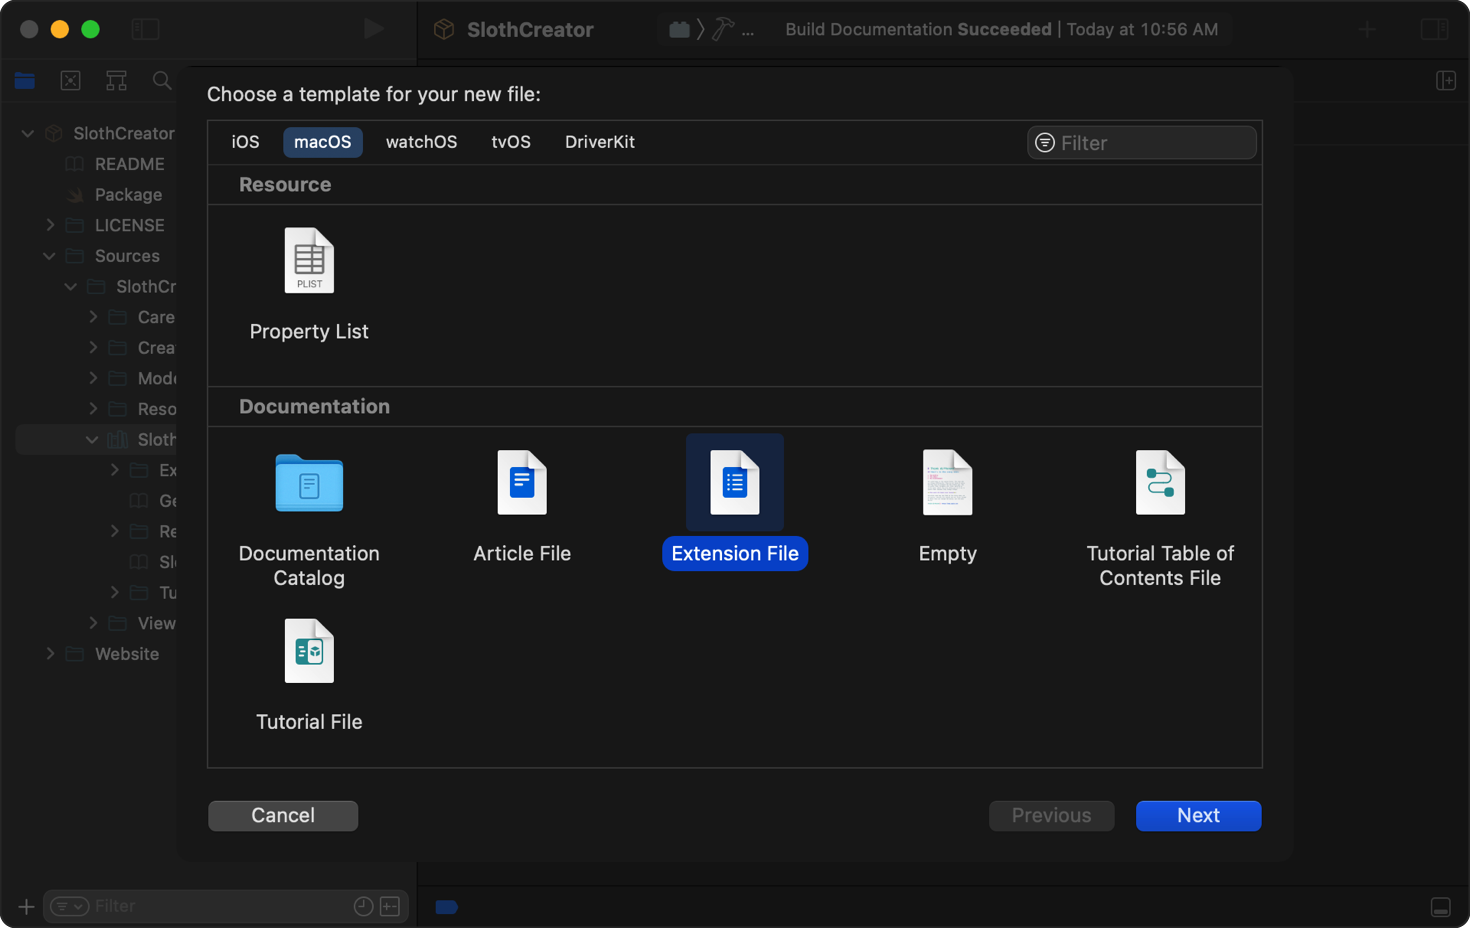 SlothCreator
...
Build Documentation Succeeded | Today at 10:56 AM
Choose a template for your new file:
iOS
macOS
watchOS
tvOS
DriverKit
Filter
Resource
PLIST
Property List
Documentation
Documentation
Catalog
Article File
Extension File
Empty
Tutorial Table of
Contents File
Tutorial File
Cancel
Previous
Next
SlothCreator
README
Package
LICENSE
Sources
SlothCr
Care
Crea
Mode
Reso
Sloth
Ex
Ge
Re
Slo
Tu
View
Website
Filter